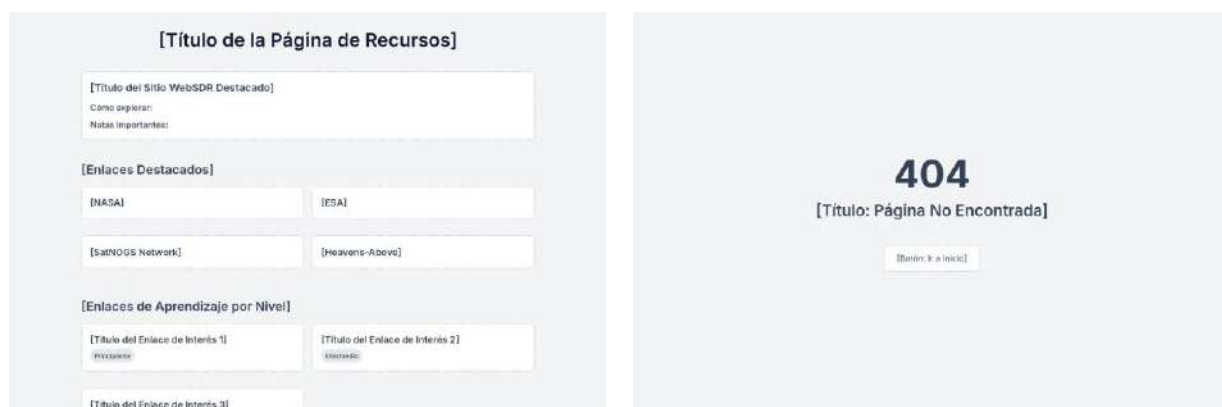 [Título de la Página de Recursos]
[Título del Sitio WebSDR Destacado]
Cómo explorar:
Notas importantes:
[Enlaces Destacados]
[NASA]
[ESA]
[SatNOGS Network]
[Heavens-Above]
[Enlaces de Aprendizaje por Nivel]
[Título del Enlace de Interés 1]
Principiante
[Título del Enlace de Interés 2]
Intermedio
[Título del Enlace de Interés 3]
404
[Título: Página No Encontrada]
[Botón: Ir a Inicio]